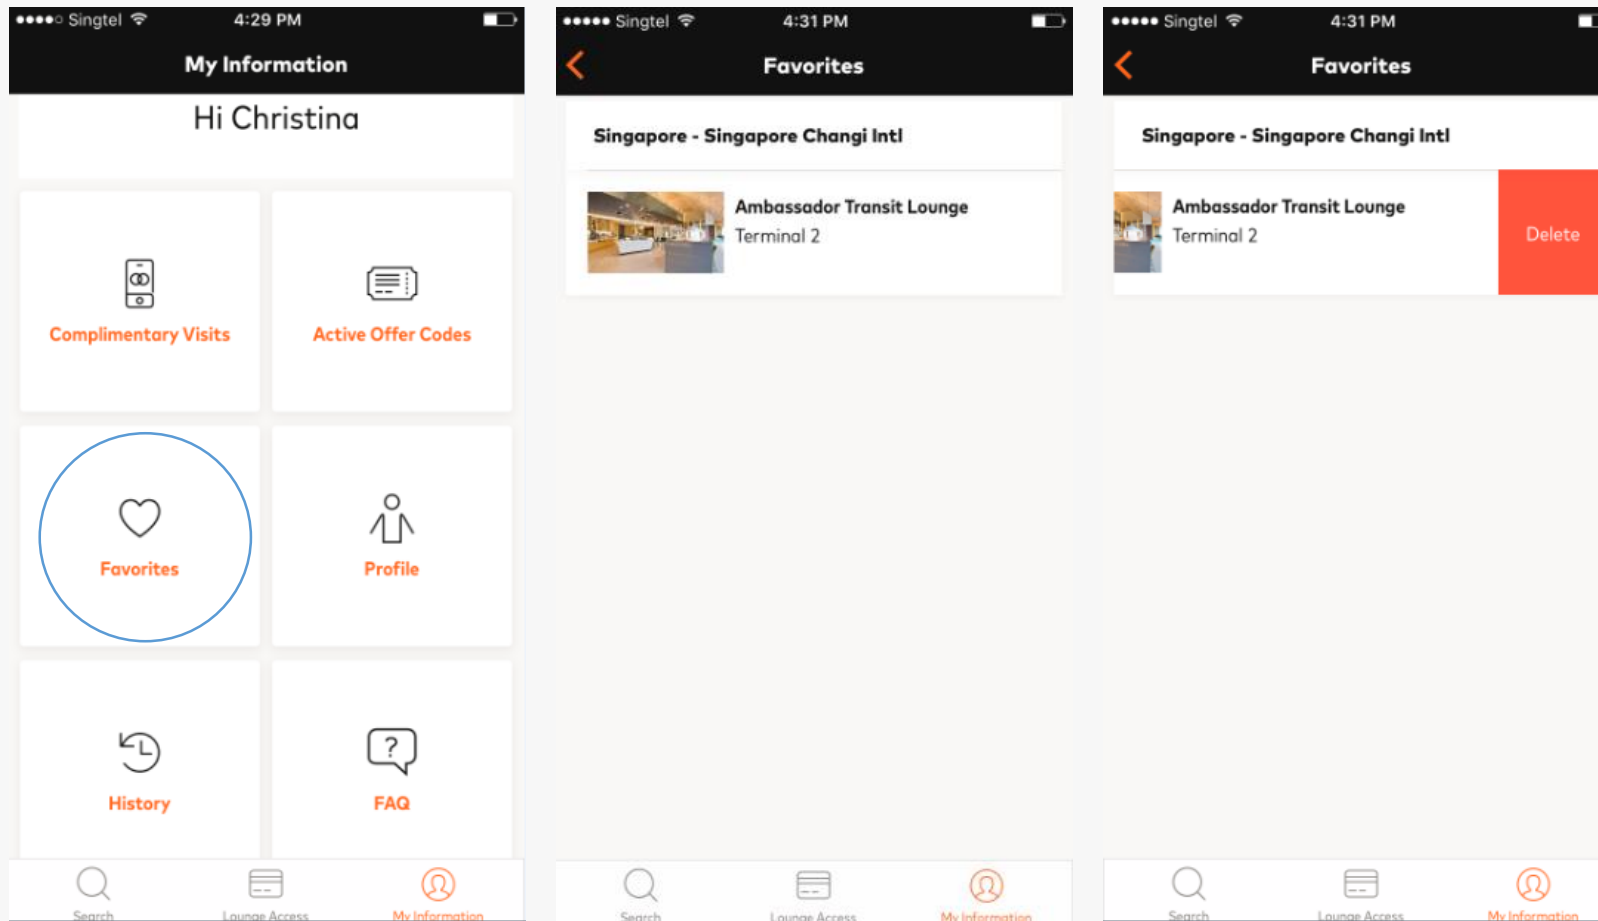 Singtel 4:29 PM
My Information
Hi Christina
Complimentary Visits
Active Offer Codes
Favorites
Profile
History
FAQ
Search
Lounge Access
My Information
Singtel 4:31 PM
Favorites
Singapore - Singapore Changi Intl
Ambassador Transit Lounge
Terminal 2
Search
Lounge Access
My Information
Singtel 4:31 PM
Favorites
Singapore - Singapore Changi Intl
Ambassador Transit Lounge
Terminal 2
Delete
Search
Lounge Access
My Information